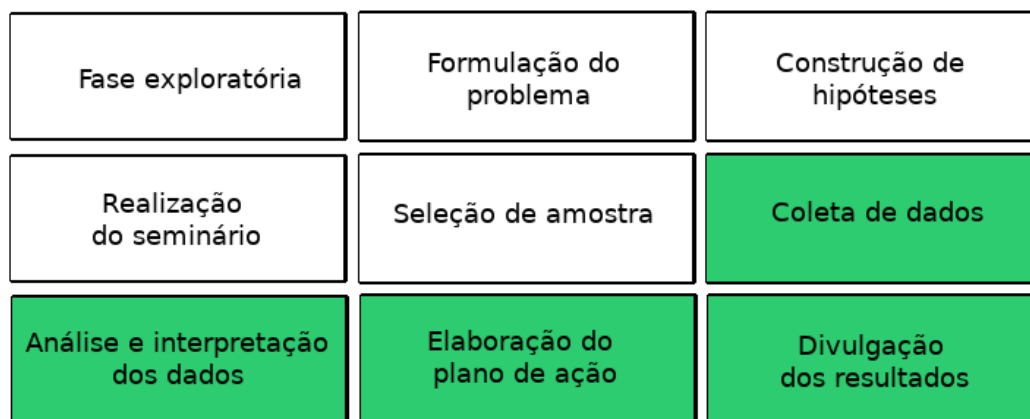 Fase exploratória
Formulação do
problema
Construção de
hipóteses
Realização
do seminário
Seleção de amostra
Coleta de dados
Análise e interpretação
dos dados
Elaboração do
plano de ação
Divulgação
dos resultados